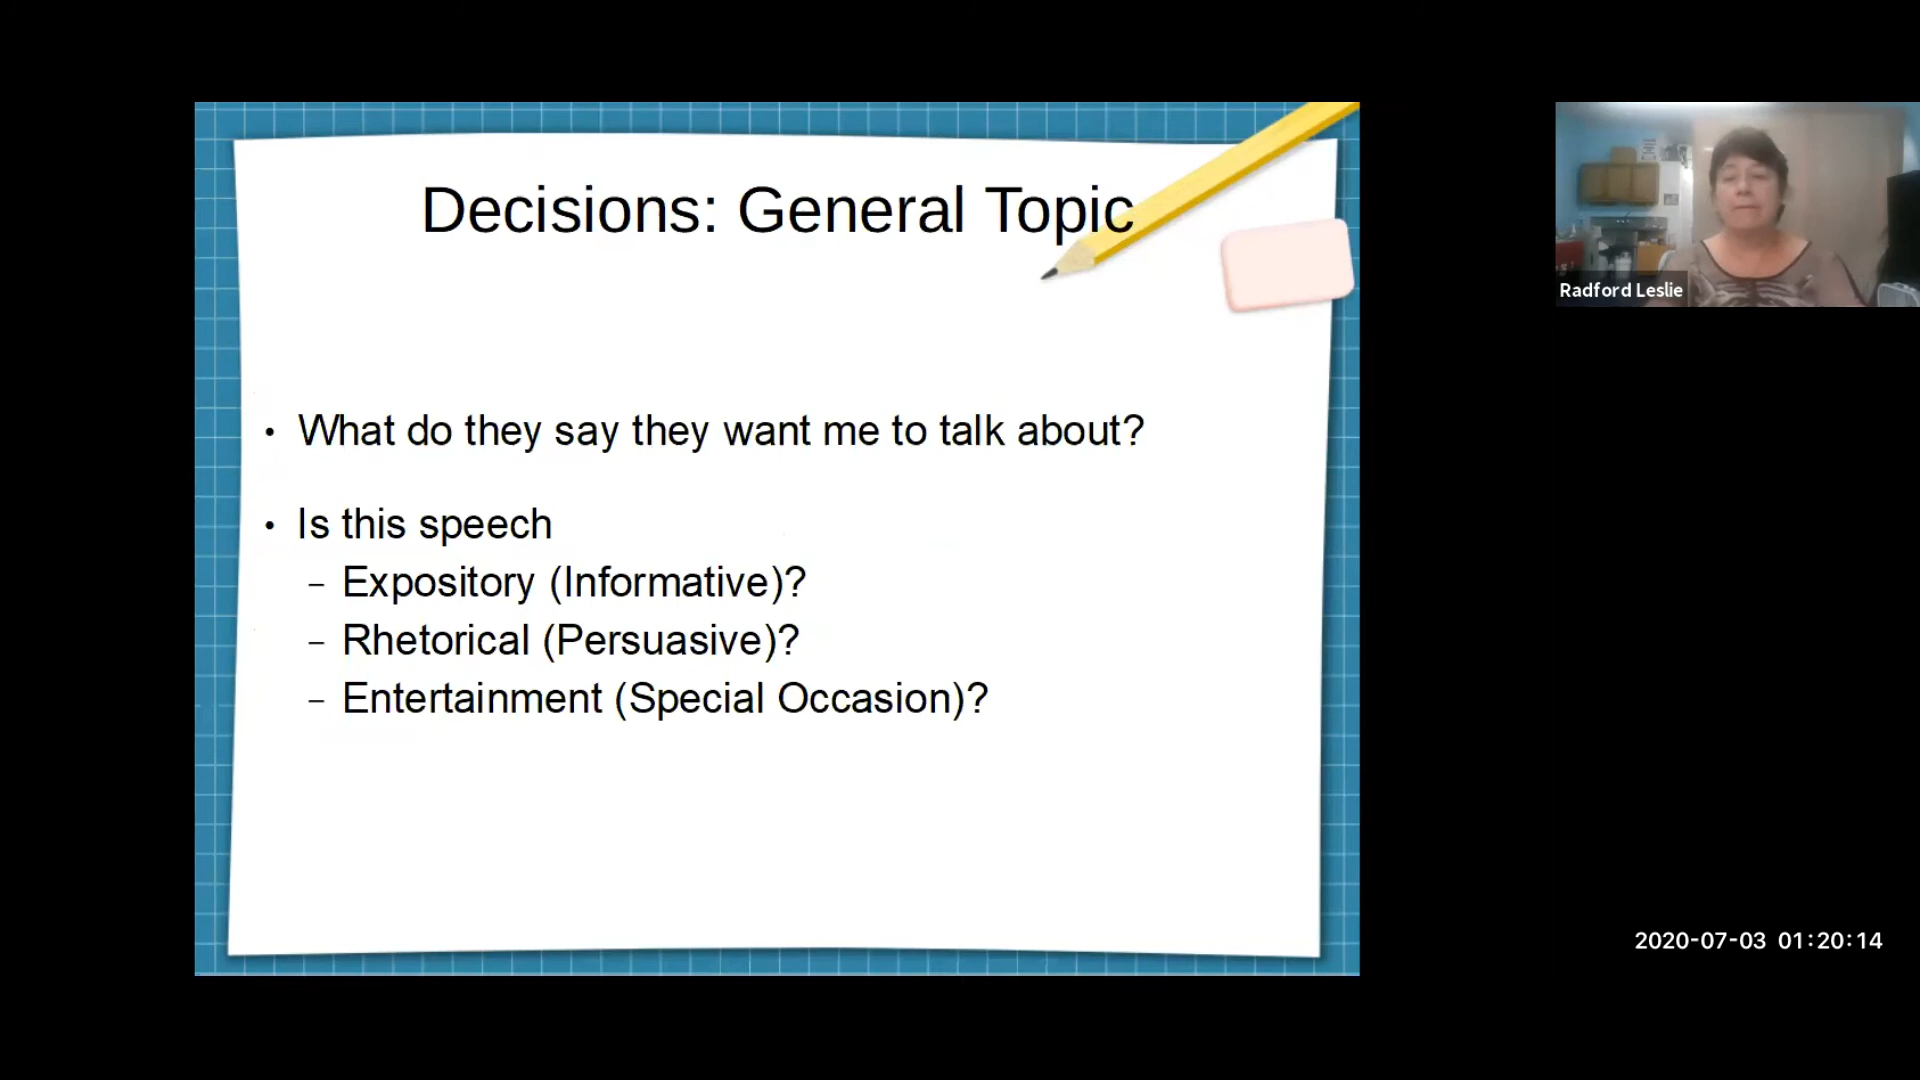 Decisions: General Topic
• What do they say they want me to talk about?
• Is this speech
– Expository (Informative)?
– Rhetorical (Persuasive)?
– Entertainment (Special Occasion)?
Radford Leslie
2020-07-03 01:20:14